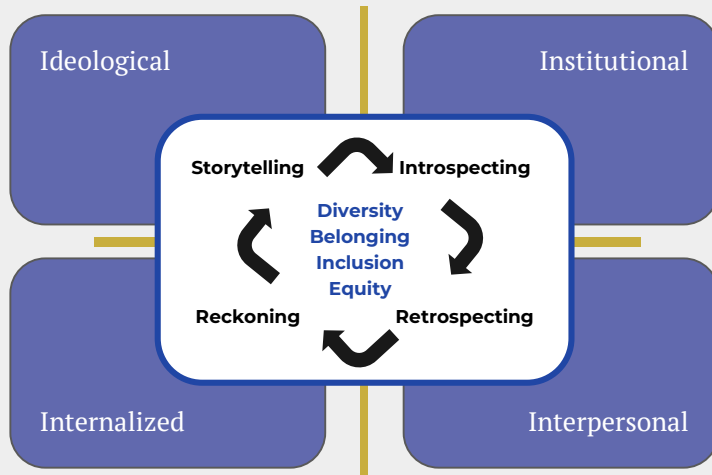 Ideological
Institutional
Storytelling
Introspecting
Diversity
Belonging
Inclusion
Equity
Reckoning
Retrospecting
Internalized
Interpersonal